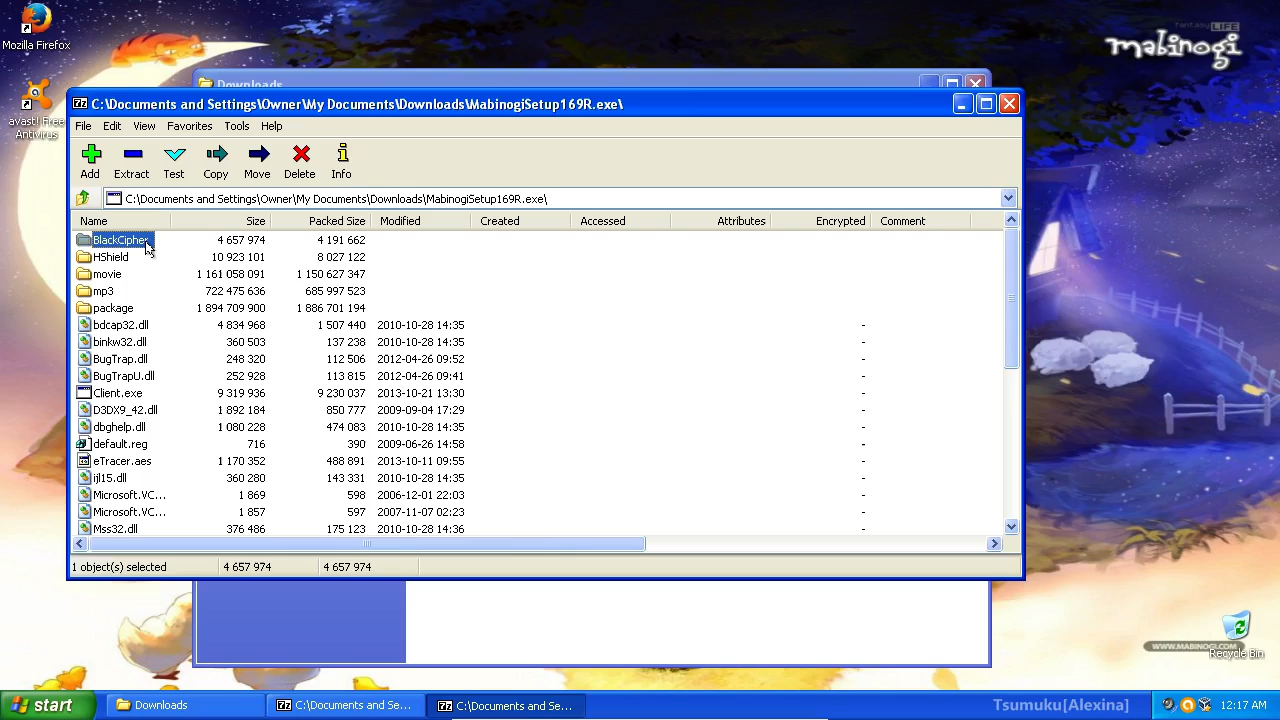 Mozilla Firefox
avast! Free
Antivirus
fantasy LIFE
mabinogi
Downloads
C:\Documents and Settings\Owner\My Documents\Downloads\MabinogiSetup169R.exe\
File Edit View Favorites Tools Help
Add Extract Test Copy Move Delete Info
C:\Documents and Settings\Owner\My Documents\Downloads\MabinogiSetup169R.exe\
Name Size Packed Size Modified Created Accessed Attributes Encrypted Comment
BlackCipher 4 657 974 4 191 662
HShield 10 923 101 8 027 122
movie 1 161 058 091 1 150 627 347
mp3 722 475 636 685 997 523
package 1 894 709 900 1 886 701 194
bdcap32.dll 4 834 968 1 507 440 2010-10-28 14:35 -
binkw32.dll 360 503 137 238 2010-10-28 14:35 -
BugTrap.dll 248 320 112 506 2012-04-26 09:52 -
BugTrapU.dll 252 928 113 815 2012-04-26 09:41 -
Client.exe 9 319 936 9 230 037 2013-10-21 13:30 -
D3DX9_42.dll 1 892 184 850 777 2009-09-04 17:29 -
dbghelp.dll 1 080 228 474 083 2010-10-28 14:35 -
default.reg 716 390 2009-06-26 14:58 -
eTracer.aes 1 170 352 488 891 2013-10-11 09:55 -
ijl15.dll 360 280 143 331 2010-10-28 14:35 -
Microsoft.VC... 1 869 598 2006-12-01 22:03 -
Microsoft.VC... 1 857 597 2007-11-07 02:23 -
Mss32.dll 376 486 175 123 2010-10-28 14:36 -
1 object(s) selected 4 657 974 4 657 974
WWW.MABINOGI.COM
Recycle Bin
start Downloads C:\Documents and Se... C:\Documents and Se... Tsumuku[Alexina] 12:17 AM